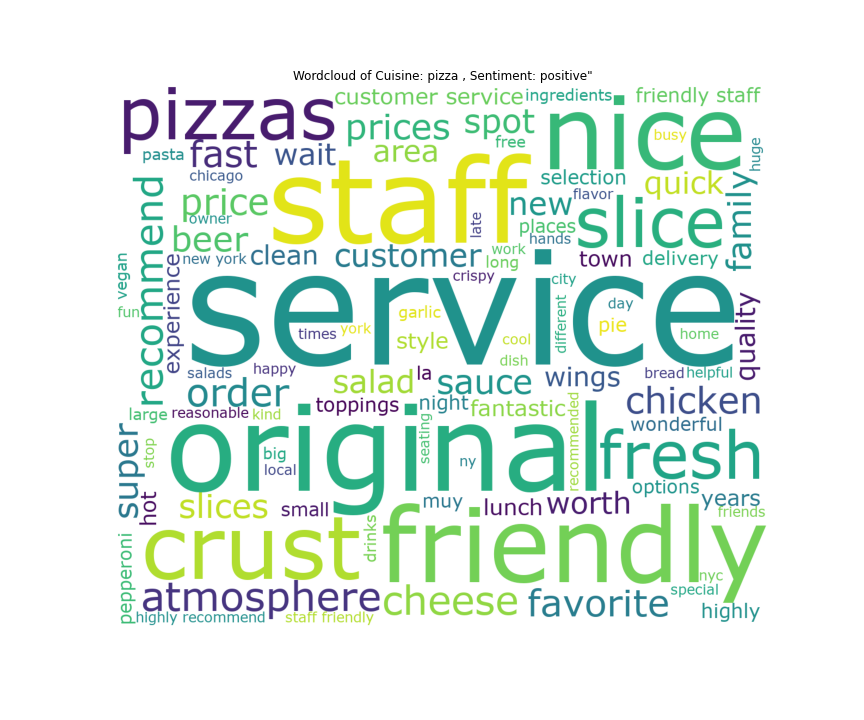 Wordcloud of Cuisine: pizza , Sentiment: positive"
pizzas
customer service
ingredients
friendly staff
prices
spot
nice
busy
huge
pasta
fast
wait
area
free
chicago
staff
selection
quick
family
recommend
price
owner
new
flavor
slice
beer
late
places
hands
new york
clean
customer
work
long
town
delivery
vegan
experience
service
crispy
city
fun
times
york
garlic
style
cool
dish
different
day
pie
home
quality
salads
happy
salad
la
sauce
wings
bread
helpful
order
toppings
night
fantastic
chicken
large
reasonable
kind
original
seating
recommended
wonderful
super
stop
big
local
ny
fresh
hot
slices
small
muy
lunch
worth
options
years
friends
pepperoni
crust
drinks
friendly
nyc
special
atmosphere
cheese
favorite
highly
highly recommend
staff friendly